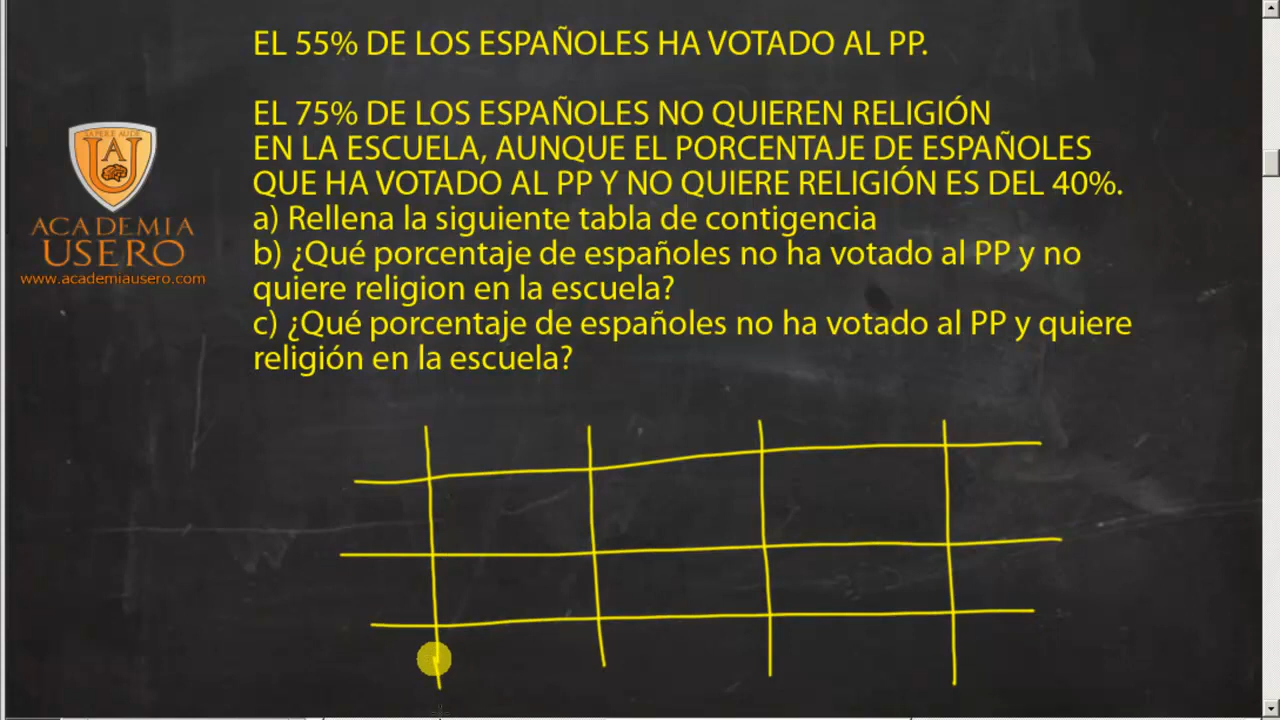 EL 55% DE LOS ESPAÑOLES HA VOTADO AL PP.
EL 75% DE LOS ESPAÑOLES NO QUIEREN RELIGIÓN
EN LA ESCUELA, AUNQUE EL PORCENTAJE DE ESPAÑOLES
QUE HA VOTADO AL PP Y NO QUIERE RELIGIÓN ES DEL 40%.
a) Rellena la siguiente tabla de contigencia
b) ¿Qué porcentaje de españoles no ha votado al PP y no
quiere religion en la escuela?
c) ¿Qué porcentaje de españoles no ha votado al PP y quiere
religión en la escuela?
SAPERE AUDE
UA
ACADEMIA
USERO
www.academiausero.com